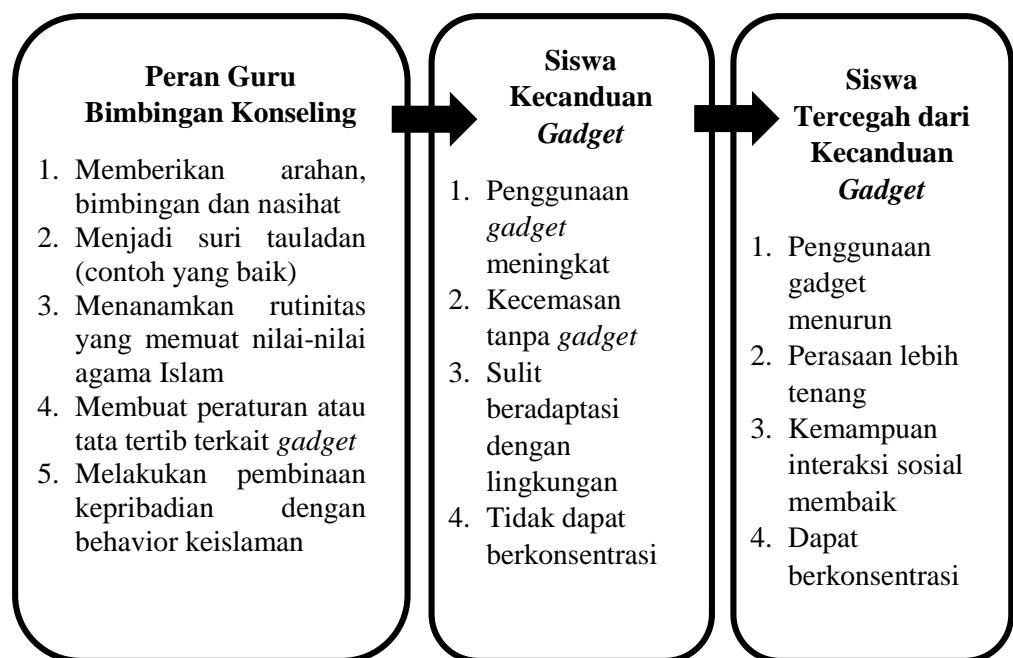 Peran Guru
Bimbingan Konseling
1. Memberikan arahan,
bimbingan dan nasihat
2. Menjadi suri tauladan
(contoh yang baik)
3. Menanamkan rutinitas
yang memuat nilai-nilai
agama Islam
4. Membuat peraturan atau
tata tertib terkait gadget
5. Melakukan pembinaan
kepribadian dengan
behavior keislaman
Siswa
Kecanduan
Gadget
1. Penggunaan
gadget
meningkat
2. Kecemasan
tanpa gadget
3. Sulit
beradaptasi
dengan
lingkungan
4. Tidak dapat
berkonsentrasi
Siswa
Tercegah dari
Kecanduan
Gadget
1. Penggunaan
gadget
menurun
2. Perasaan lebih
tenang
3. Kemampuan
interaksi sosial
membaik
4. Dapat
berkonsentrasi